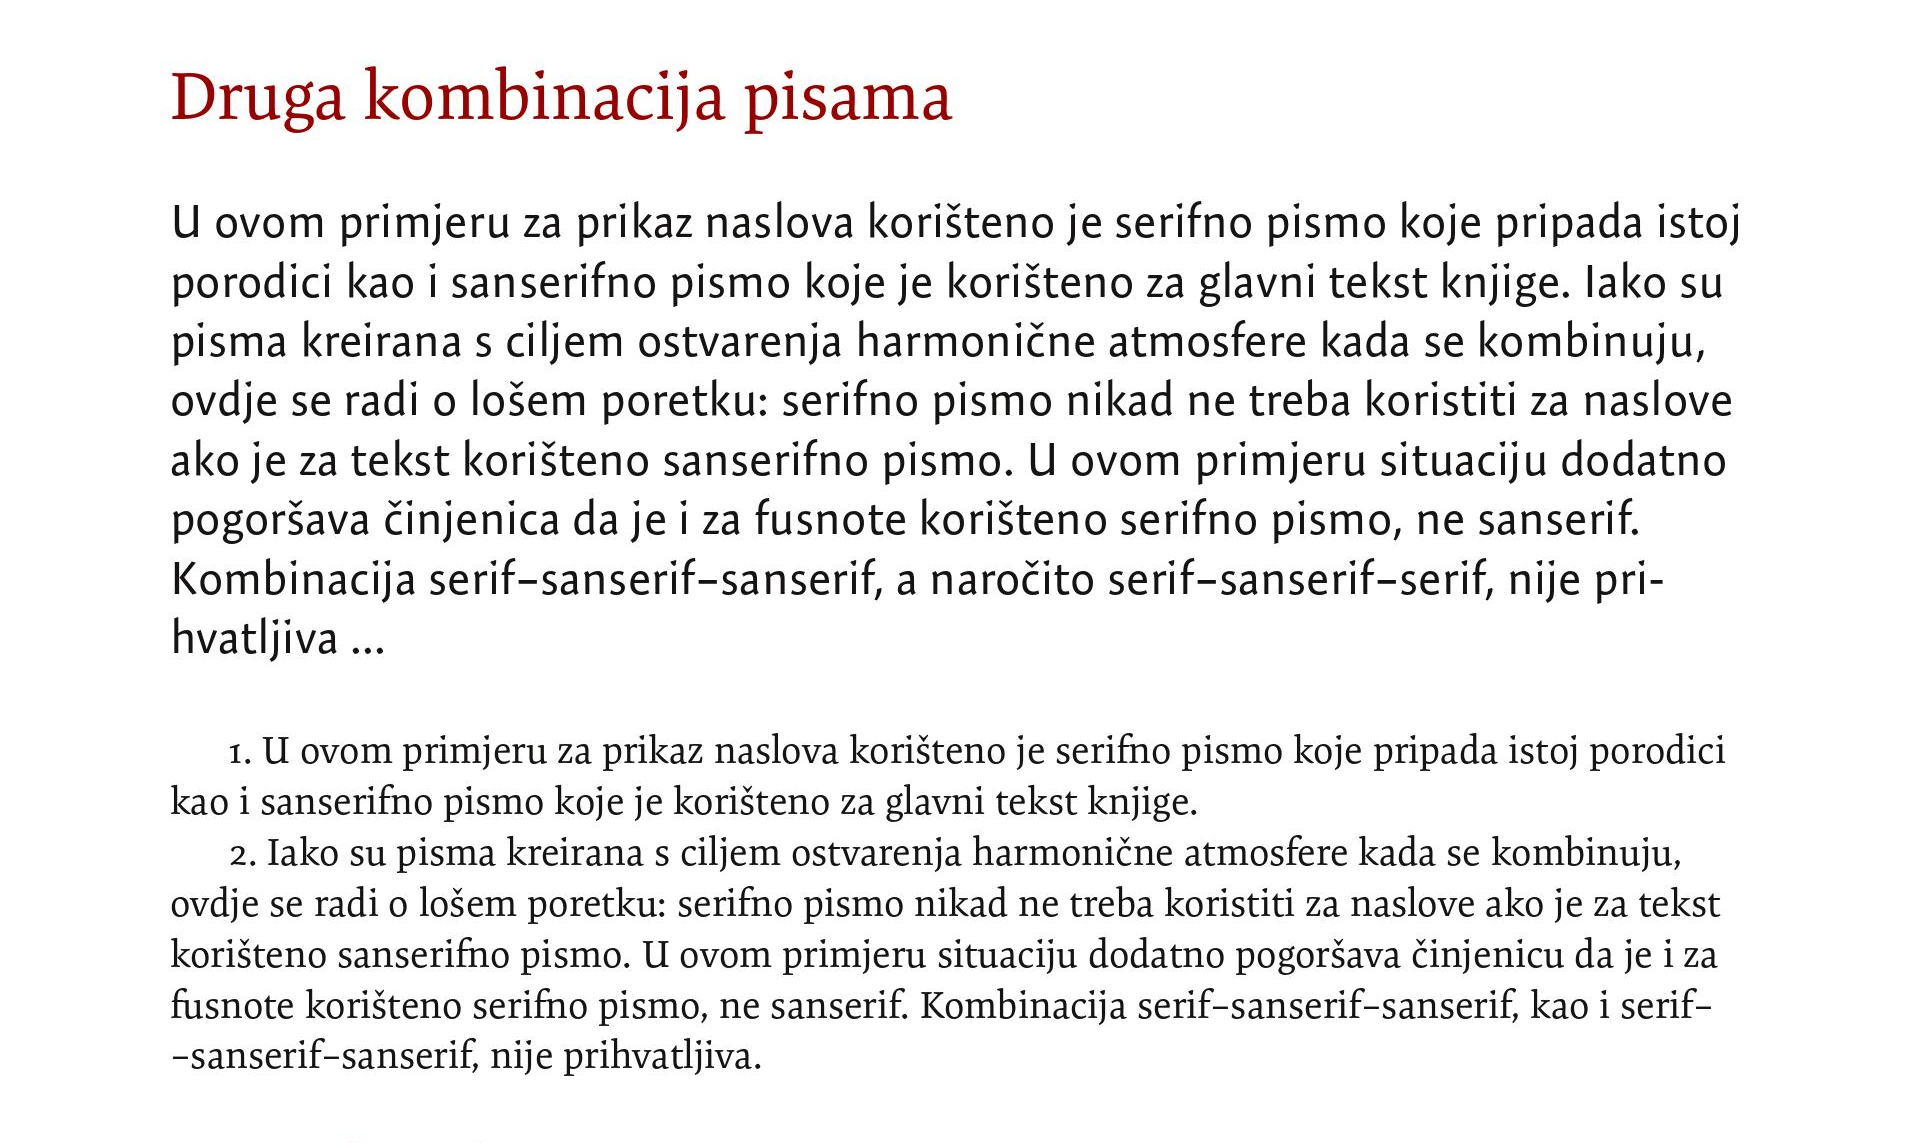 Druga kombinacija pisama
U ovom primjeru za prikaz naslova korišteno je serifno pismo koje pripada istoj
porodici kao i sanserifno pismo koje je korišteno za glavni tekst knjige. Iako su
pisma kreirana s ciljem ostvarenja harmonične atmosfere kada se kombinuju,
ovdje se radi o lošem poretku: serifno pismo nikad ne treba koristiti za naslove
ako je za tekst korišteno sanserifno pismo. U ovom primjeru situaciju dodatno
pogoršava činjenica da je i za fusnote korišteno serifno pismo, ne sanserif.
Kombinacija serif–sanserif–sanserif, a naročito serif–sanserif–serif, nije pri-
hvatljiva ...
1. U ovom primjeru za prikaz naslova korišteno je serifno pismo koje pripada istoj porodici
kao i sanserifno pismo koje je korišteno za glavni tekst knjige.
2. Iako su pisma kreirana s ciljem ostvarenja harmonične atmosfere kada se kombinuju,
ovdje se radi o lošem poretku: serifno pismo nikad ne treba koristiti za naslove ako je za tekst
korišteno sanserifno pismo. U ovom primjeru situaciju dodatno pogoršava činjenicu da je i za
fusnote korišteno serifno pismo, ne sanserif. Kombinacija serif–sanserif–sanserif, kao i serif–
–sanserif–sanserif, nije prihvatljiva.